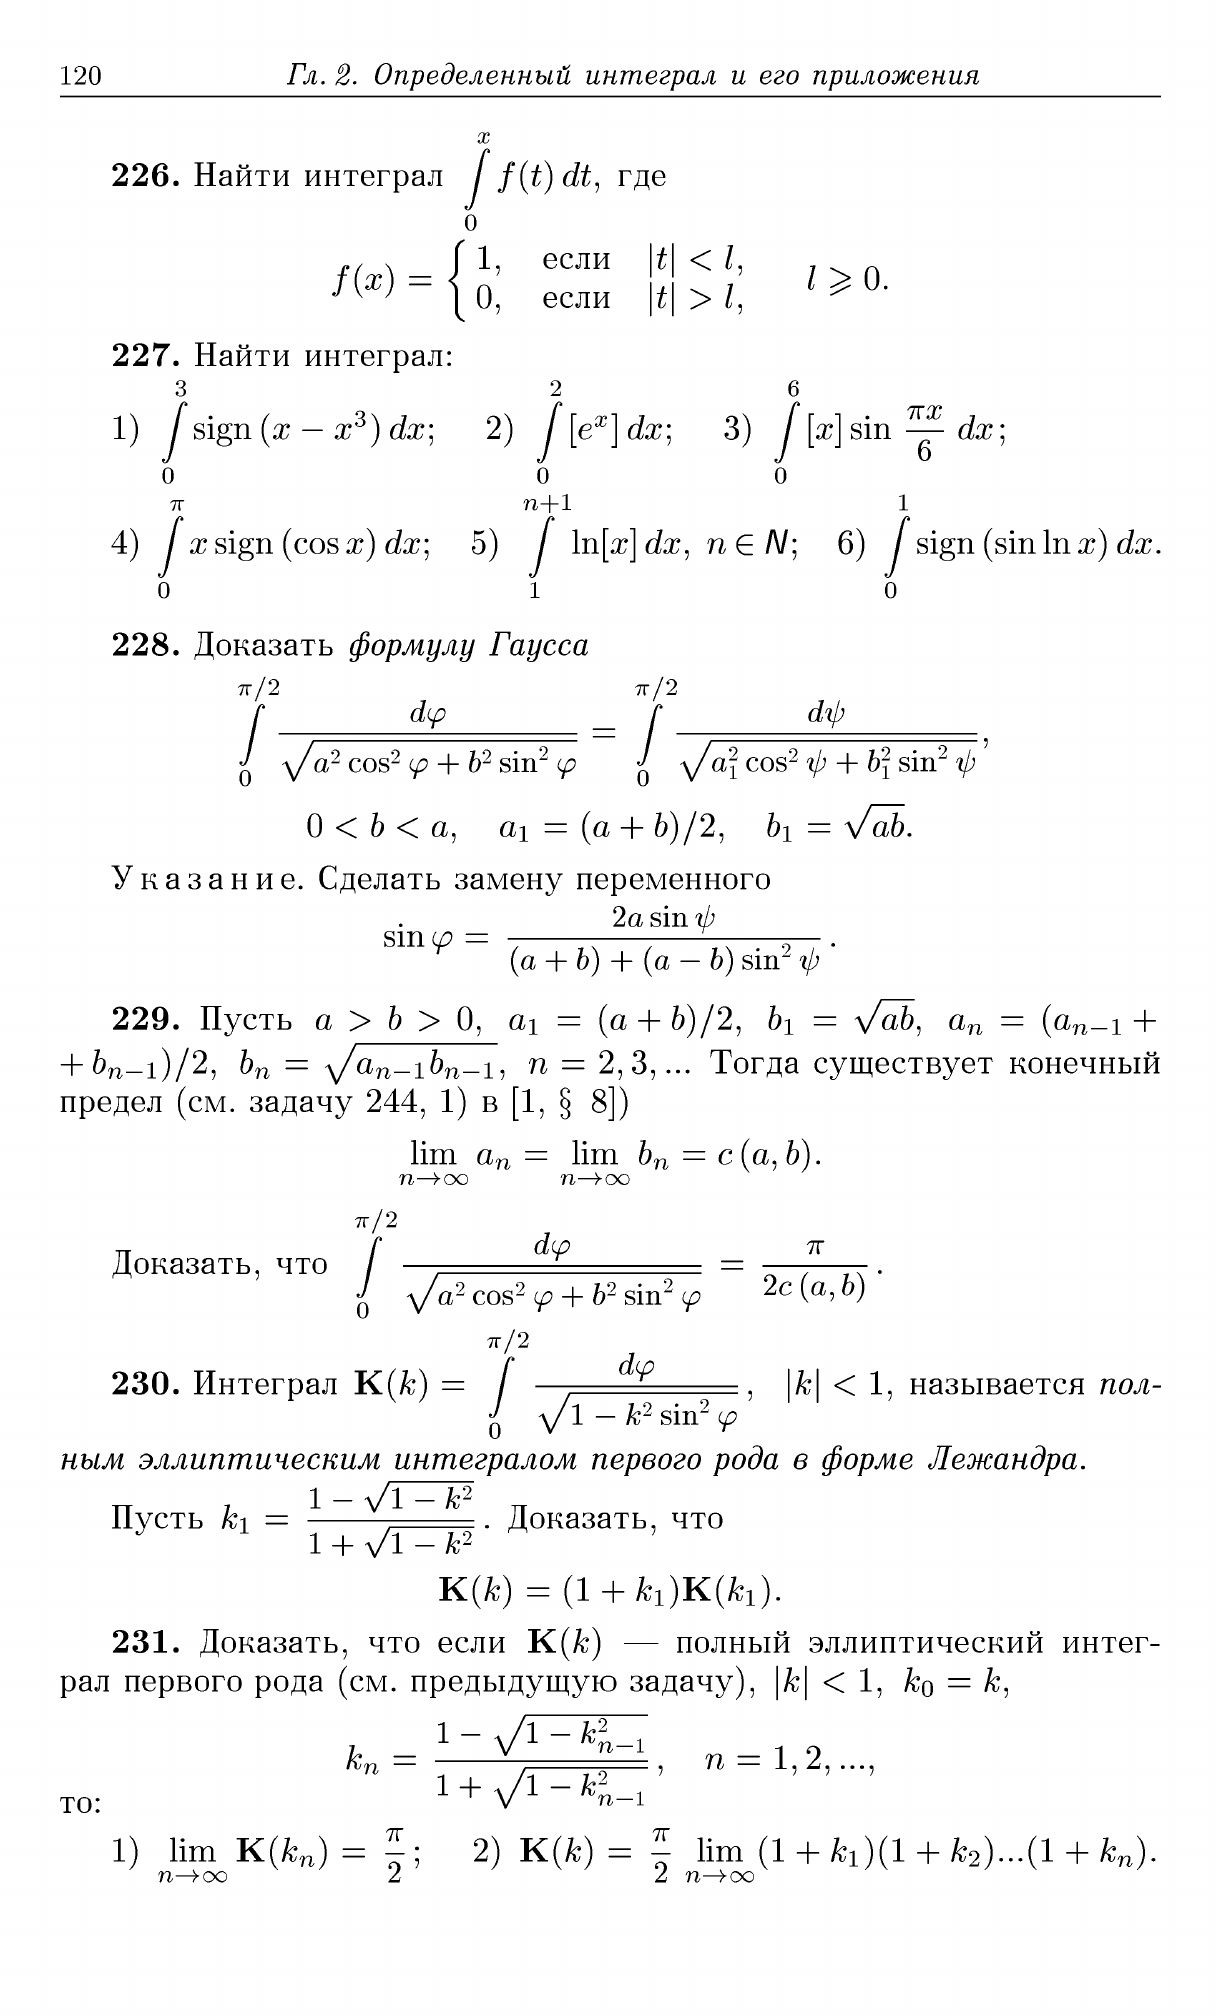 120 Гл. 2. Определенный интеграл и его приложения
226. Найти интеграл $\int\limits_0^x f(t)\,dt$, где
$f(x) = \begin{cases} 1, & \text{если } |t| < l, \\ 0, & \text{если } |t| > l, \end{cases} \quad l \geqslant 0.$
227. Найти интеграл:
1) $\int\limits_0^3 \text{sign}\,(x - x^3)\,dx$; 2) $\int\limits_0^2 [e^x]\,dx$; 3) $\int\limits_0^6 [x] \sin \frac{\pi x}{6}\,dx$;
4) $\int\limits_0^\pi x\,\text{sign}\,(\cos x)\,dx$; 5) $\int\limits_1^{n+1} \ln[x]\,dx,\ n \in N$; 6) $\int\limits_0^1 \text{sign}\,(\sin \ln x)\,dx$.
228. Доказать формулу Гаусса
$\int\limits_0^{\pi/2} \frac{d\varphi}{\sqrt{a^2 \cos^2 \varphi + b^2 \sin^2 \varphi}} = \int\limits_0^{\pi/2} \frac{d\psi}{\sqrt{a_1^2 \cos^2 \psi + b_1^2 \sin^2 \psi}},$
$0 < b < a, \quad a_1 = (a + b)/2, \quad b_1 = \sqrt{ab}.$
Указание. Сделать замену переменного
$\sin \varphi = \frac{2a \sin \psi}{(a + b) + (a - b) \sin^2 \psi}.$
229. Пусть $a > b > 0,\ a_1 = (a + b)/2,\ b_1 = \sqrt{ab},\ a_n = (a_{n-1} +$
$+ b_{n-1})/2,\ b_n = \sqrt{a_{n-1}b_{n-1}},\ n = 2, 3, ...$ Тогда существует конечный
предел (см. задачу 244, 1) в [1, § 8])
$\lim\limits_{n\to\infty} a_n = \lim\limits_{n\to\infty} b_n = c\,(a, b).$
Доказать, что $\int\limits_0^{\pi/2} \frac{d\varphi}{\sqrt{a^2 \cos^2 \varphi + b^2 \sin^2 \varphi}} = \frac{\pi}{2c\,(a, b)}.$
230. Интеграл $\mathbf{K}(k) = \int\limits_0^{\pi/2} \frac{d\varphi}{\sqrt{1 - k^2 \sin^2 \varphi}},\ |k| < 1$, называется пол-
ным эллиптическим интегралом первого рода в форме Лежандра.
Пусть $k_1 = \frac{1 - \sqrt{1 - k^2}}{1 + \sqrt{1 - k^2}}$. Доказать, что
$\mathbf{K}(k) = (1 + k_1)\mathbf{K}(k_1).$
231. Доказать, что если $\mathbf{K}(k)$ — полный эллиптический интег-
рал первого рода (см. предыдущую задачу), $|k| < 1,\ k_0 = k$,
$k_n = \frac{1 - \sqrt{1 - k_{n-1}^2}}{1 + \sqrt{1 - k_{n-1}^2}}, \quad n = 1, 2, ...,$
то:
1) $\lim\limits_{n\to\infty} \mathbf{K}(k_n) = \frac{\pi}{2}$; 2) $\mathbf{K}(k) = \frac{\pi}{2} \lim\limits_{n\to\infty} (1 + k_1)(1 + k_2)...(1 + k_n).$